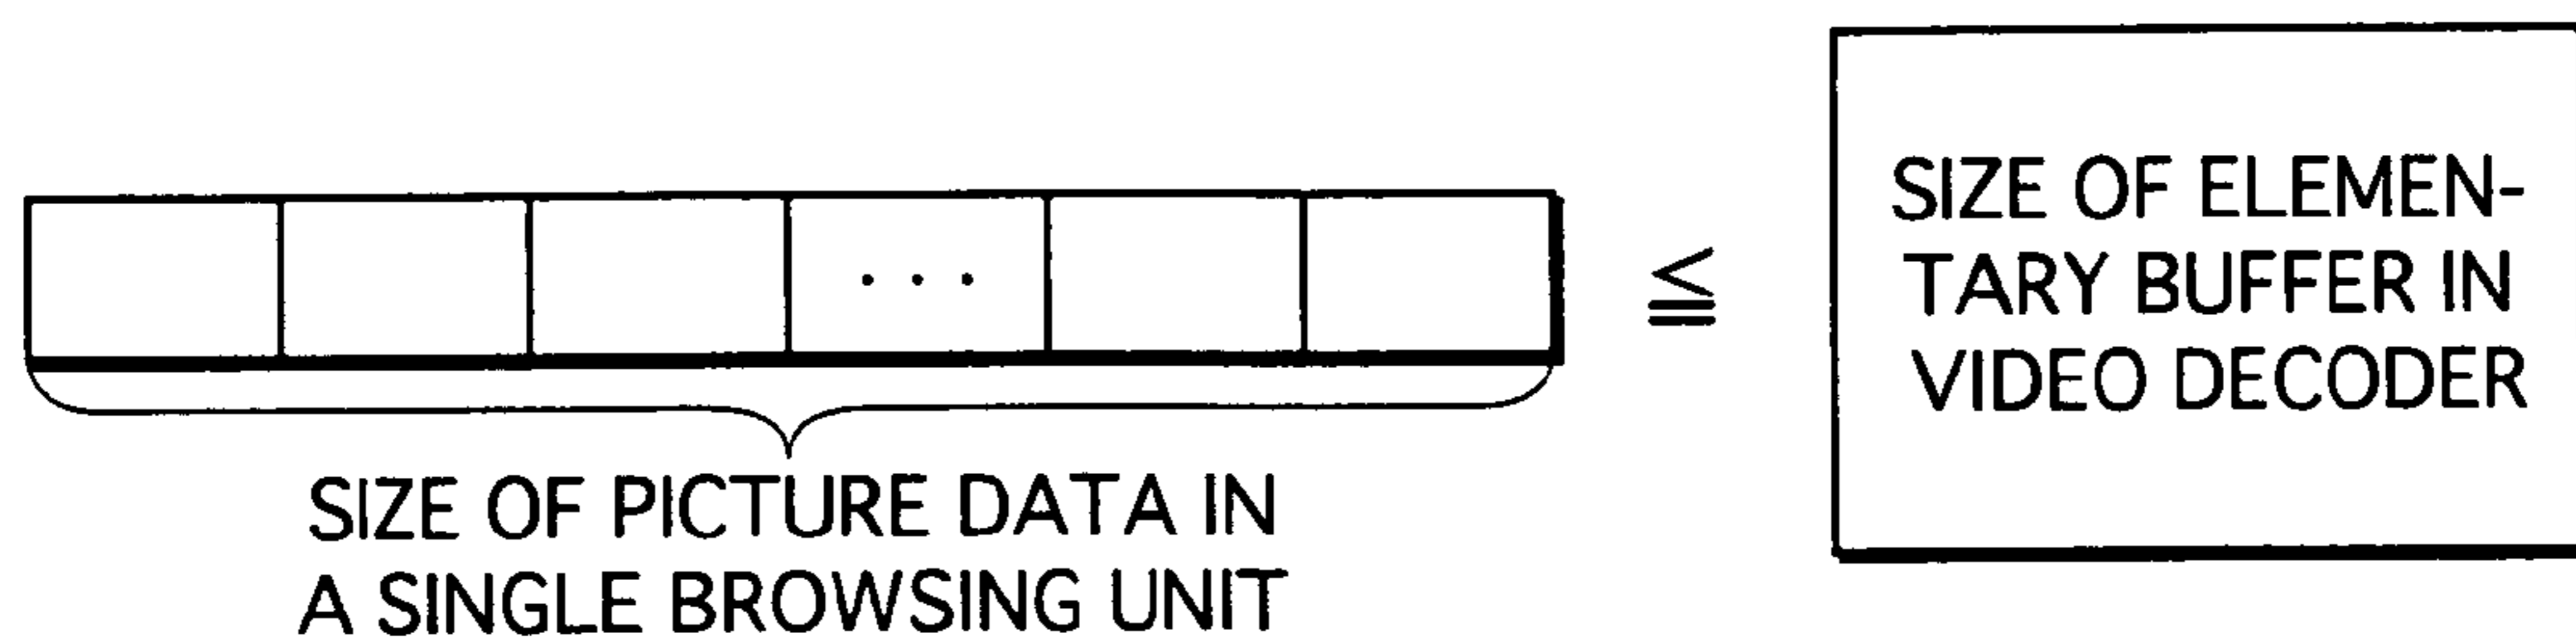 . . .
≦
SIZE OF ELEMEN-
TARY BUFFER IN
VIDEO DECODER
SIZE OF PICTURE DATA IN
A SINGLE BROWSING UNIT